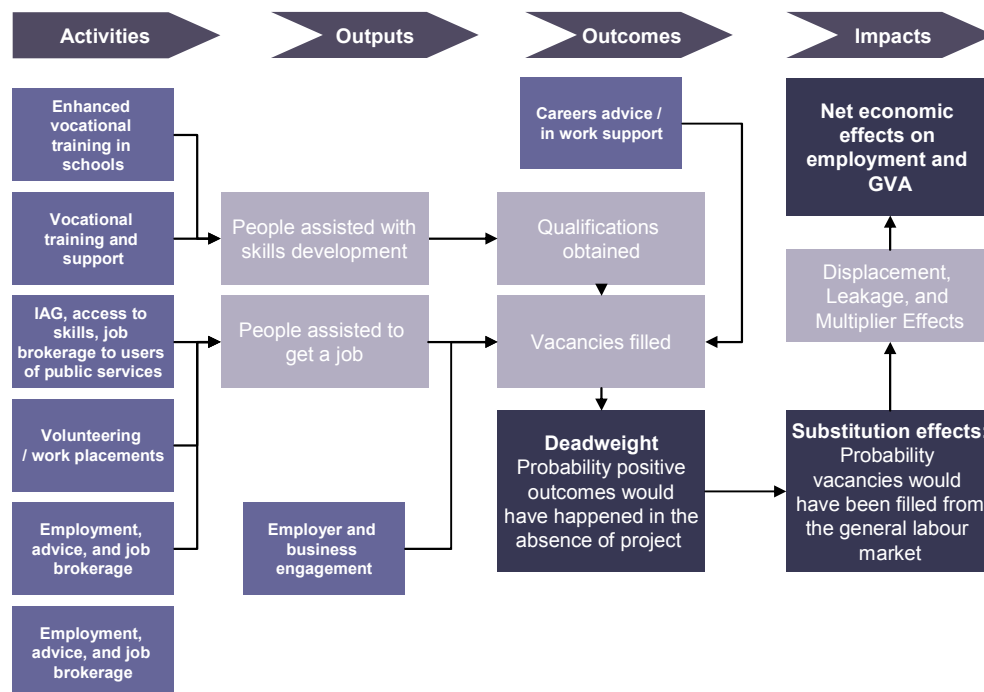 Activities
Outputs
Outcomes
Impacts
Enhanced
vocational
training in
schools
Vocational
training and
support
IAG, access to
skills, job
brokerage to users
of public services
Volunteering
/ work placements
Employment,
advice, and job
brokerage
Employment,
advice, and job
brokerage
People assisted with
skills development
People assisted to
get a job
Employer and
business
engagement
Careers advice /
in work support
Qualifications
obtained
Vacancies filled
Deadweight
Probability positive
outcomes would
have happened in the
absence of project
Net economic
effects on
employment and
GVA
Displacement,
Leakage, and
Multiplier Effects
Substitution effects:
Probability
vacancies would
have been filled from
the general labour
market